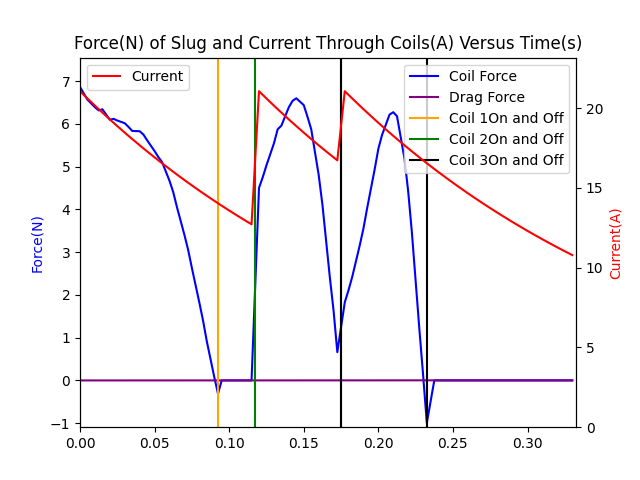 Force(N) of Slug and Current Through Coils(A) Versus Time(s)
Current
Coil Force
Drag Force
Coil 1On and Off
Coil 2On and Off
Coil 3On and Off
Force(N)
7
6
5
4
3
2
1
0
−1
20
15
10
5
0
Current(A)
0.00 0.05 0.10 0.15 0.20 0.25 0.30